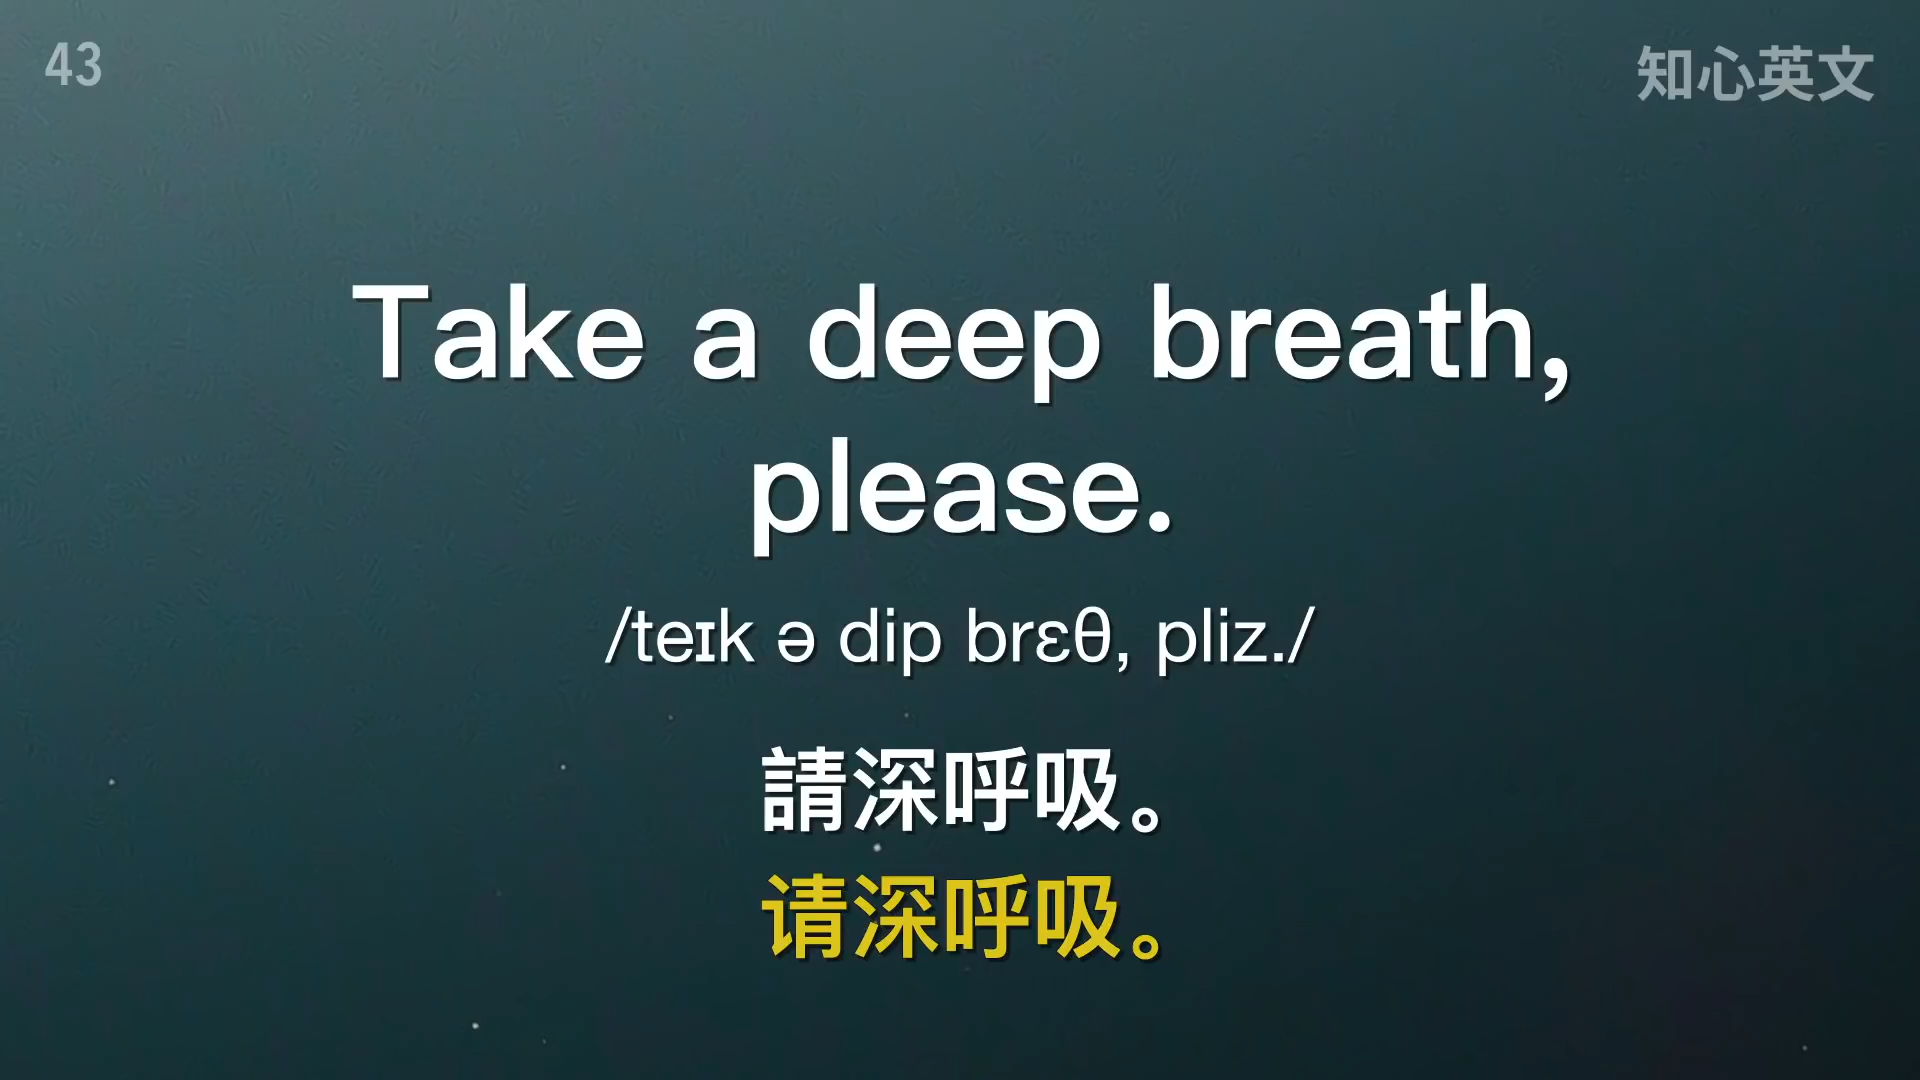 43
知心英文
Take a deep breath,
please.
/teɪk ə dip brɛθ, pliz./
請深呼吸。
请深呼吸。